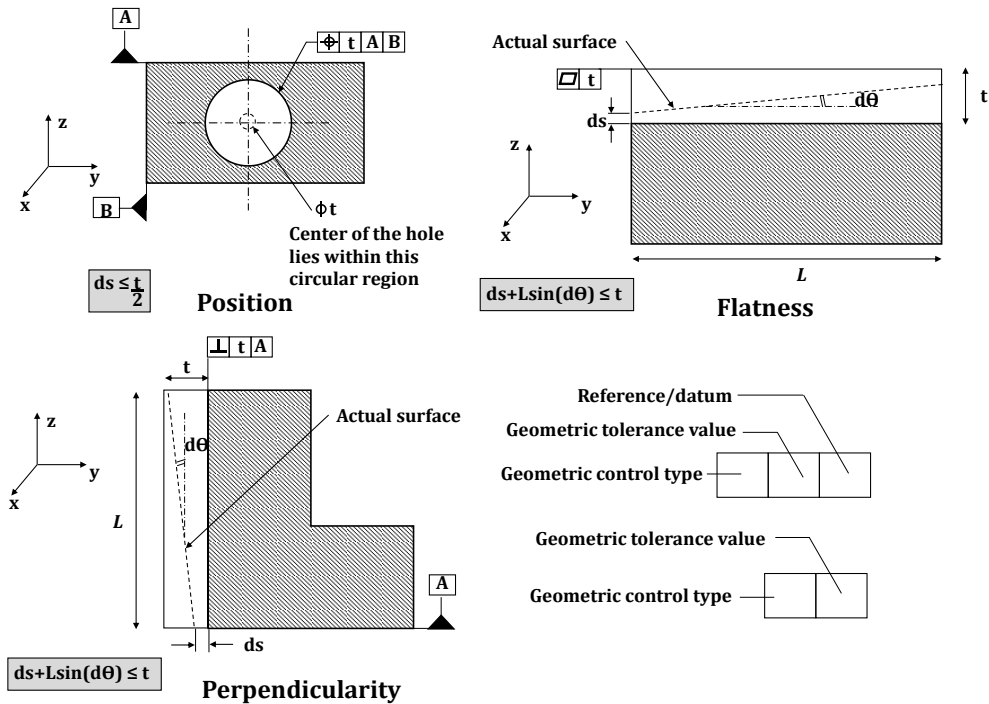 A
⌖ t A B
z
y
x
B
ϕt
Center of the hole
lies within this
circular region
ds ≤ t/2
Position
Actual surface
⏥ t
dθ
ds
t
z
y
x
L
ds+Lsin(dθ) ≤ t
Flatness
⊥ t A
t
Actual surface
dθ
z
y
x
L
A
ds
ds+Lsin(dθ) ≤ t
Perpendicularity
Reference/datum
Geometric tolerance value
Geometric control type
Geometric tolerance value
Geometric control type